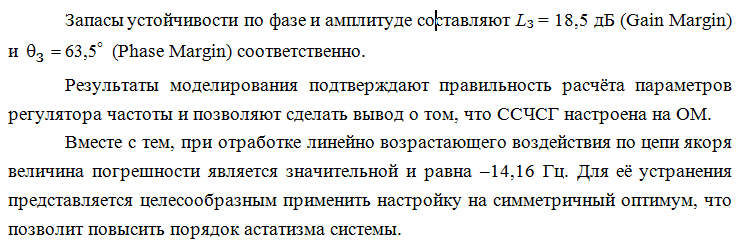 Запасы устойчивости по фазе и амплитуде составляют L₃ = 18,5 дБ (Gain Margin)
и θ₃ = 63,5° (Phase Margin) соответственно.
Результаты моделирования подтверждают правильность расчёта параметров
регулятора частоты и позволяют сделать вывод о том, что ССЧСГ настроена на ОМ.
Вместе с тем, при отработке линейно возрастающего воздействия по цепи якоря
величина погрешности является значительной и равна –14,16 Гц. Для её устранения
представляется целесообразным применить настройку на симметричный оптимум, что
позволит повысить порядок астатизма системы.